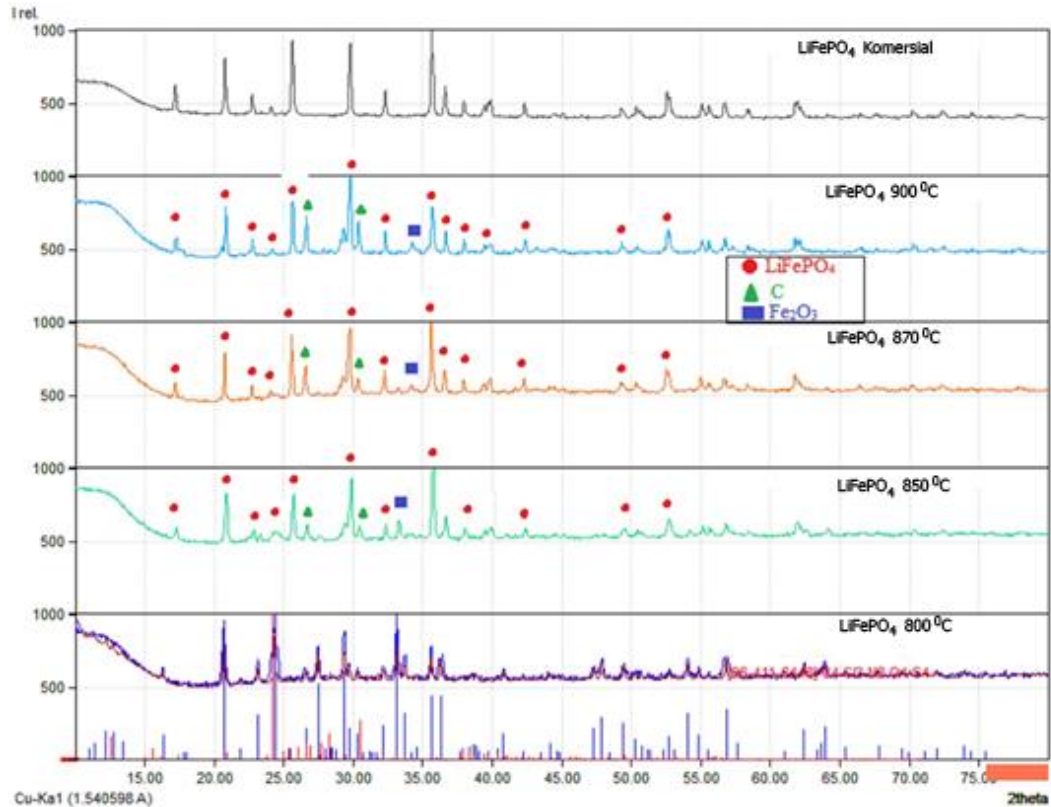 I rel.
1000
LiFePO₄ Komersial
500
1000
LiFePO₄ 900 ⁰C
500
LiFePO₄
C
Fe₂O₃
1000
LiFePO₄ 870 ⁰C
500
1000
LiFePO₄ 850 ⁰C
500
1000
LiFePO₄ 800 ⁰C
500
15.00 20.00 25.00 30.00 35.00 40.00 45.00 50.00 55.00 60.00 65.00 70.00 75.00
Cu-Ka1 (1.540598 A) 2theta